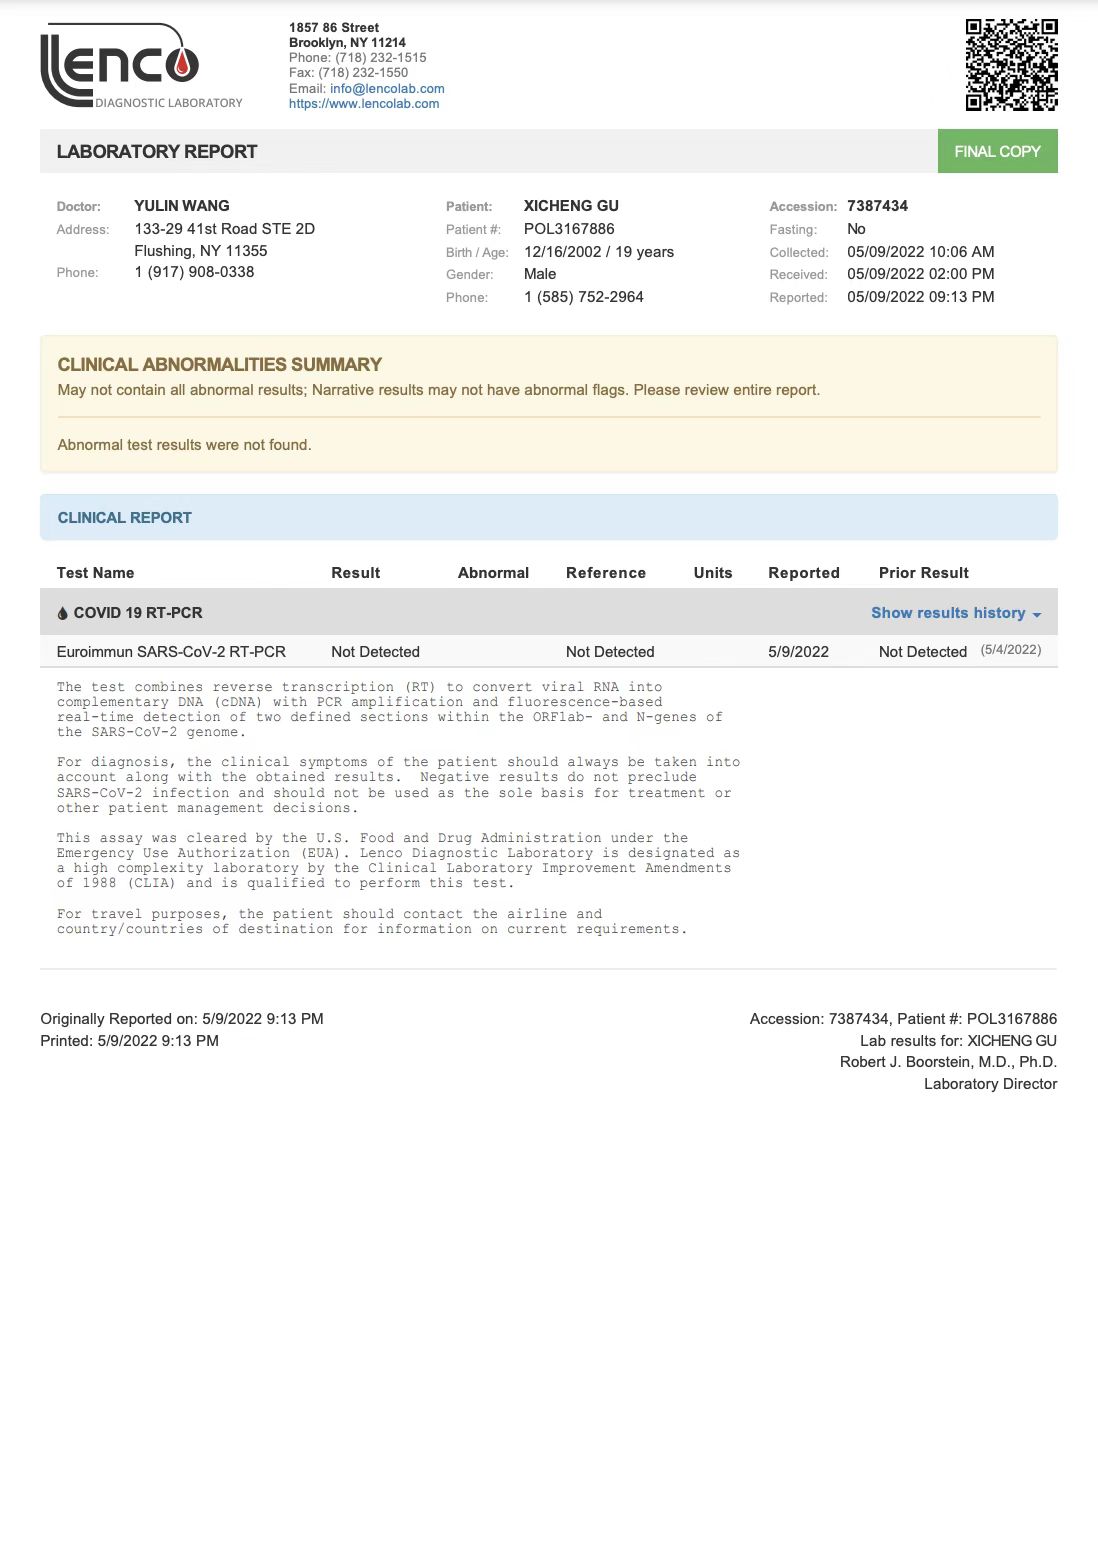 LENCO
DIAGNOSTIC LABORATORY
1857 86 Street
Brooklyn, NY 11214
Phone: (718) 232-1515
Fax: (718) 232-1550
Email: info@lencolab.com
https://www.lencolab.com
LABORATORY REPORT FINAL COPY
Doctor: YULIN WANG
Address: 133-29 41st Road STE 2D
Flushing, NY 11355
Phone: 1 (917) 908-0338
Patient: XICHENG GU
Patient #: POL3167886
Birth / Age: 12/16/2002 / 19 years
Gender: Male
Phone: 1 (585) 752-2964
Accession: 7387434
Fasting: No
Collected: 05/09/2022 10:06 AM
Received: 05/09/2022 02:00 PM
Reported: 05/09/2022 09:13 PM
CLINICAL ABNORMALITIES SUMMARY
May not contain all abnormal results; Narrative results may not have abnormal flags. Please review entire report.
Abnormal test results were not found.
CLINICAL REPORT
Test Name Result Abnormal Reference Units Reported Prior Result
COVID 19 RT-PCR Show results history
Euroimmun SARS-CoV-2 RT-PCR Not Detected Not Detected 5/9/2022 Not Detected (5/4/2022)
The test combines reverse transcription (RT) to convert viral RNA into
complementary DNA (cDNA) with PCR amplification and fluorescence-based
real-time detection of two defined sections within the ORF1ab- and N-genes of
the SARS-CoV-2 genome.
For diagnosis, the clinical symptoms of the patient should always be taken into
account along with the obtained results. Negative results do not preclude
SARS-CoV-2 infection and should not be used as the sole basis for treatment or
other patient management decisions.
This assay was cleared by the U.S. Food and Drug Administration under the
Emergency Use Authorization (EUA). Lenco Diagnostic Laboratory is designated as
a high complexity laboratory by the Clinical Laboratory Improvement Amendments
of 1988 (CLIA) and is qualified to perform this test.
For travel purposes, the patient should contact the airline and
country/countries of destination for information on current requirements.
Originally Reported on: 5/9/2022 9:13 PM
Printed: 5/9/2022 9:13 PM
Accession: 7387434, Patient #: POL3167886
Lab results for: XICHENG GU
Robert J. Boorstein, M.D., Ph.D.
Laboratory Director